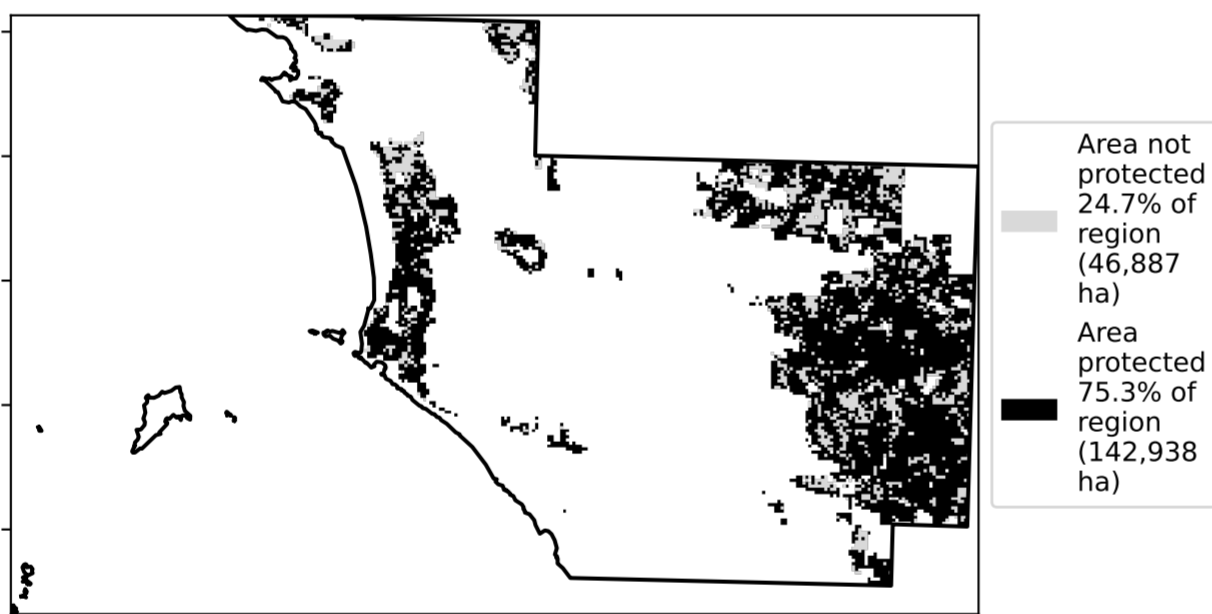 Area not
protected
24.7% of
region
(46,887
ha)
Area
protected
75.3% of
region
(142,938
ha)